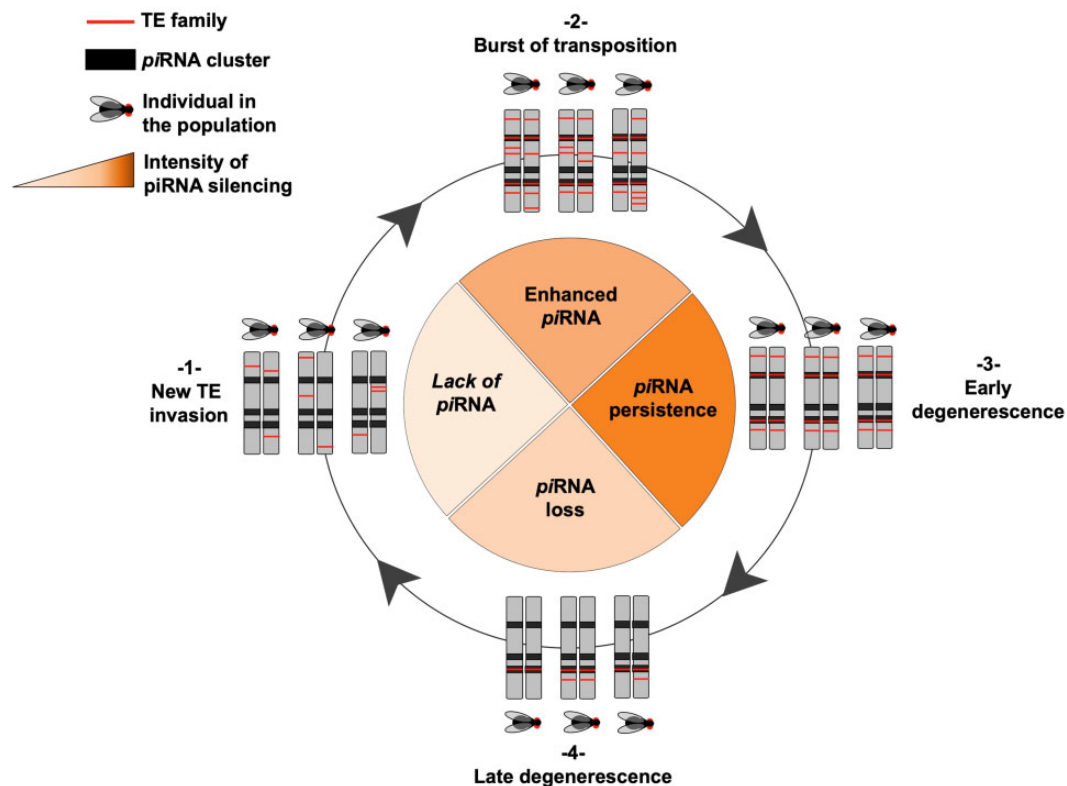 TE family
piRNA cluster
Individual in
the population
Intensity of
piRNA silencing
-2-
Burst of transposition
Enhanced
piRNA
-1-
New TE
invasion
Lack of
piRNA
piRNA
persistence
-3-
Early
degenerescence
piRNA
loss
-4-
Late degenerescence